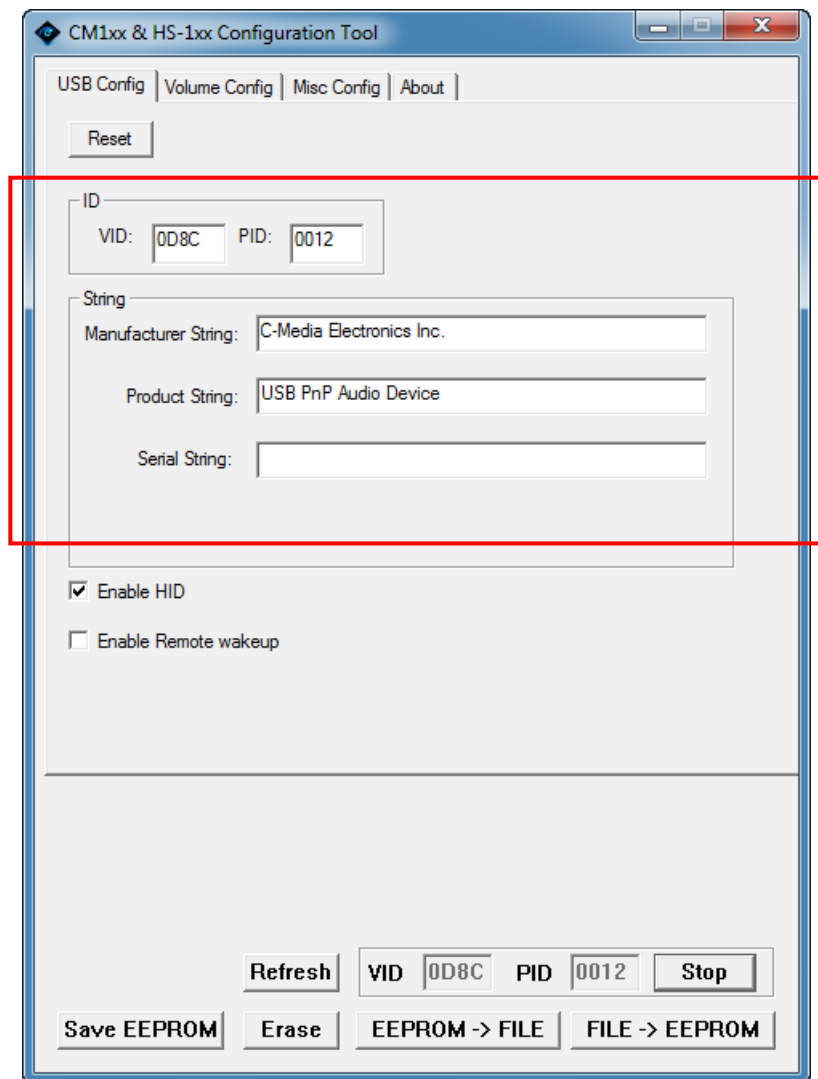 CM1xx & HS-1xx Configuration Tool
USB Config Volume Config Misc Config About
Reset
ID
VID: 0D8C PID: 0012
String
Manufacturer String: C-Media Electronics Inc.
Product String: USB PnP Audio Device
Serial String:
Enable HID
Enable Remote wakeup
Refresh VID 0D8C PID 0012 Stop
Save EEPROM Erase EEPROM -> FILE FILE -> EEPROM